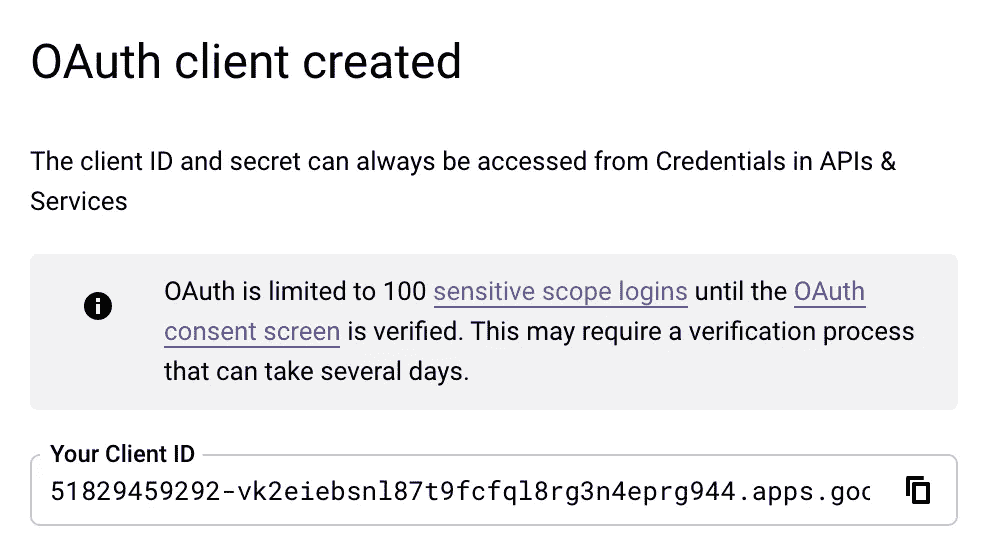 OAuth client created
The client ID and secret can always be accessed from Credentials in APIs &
Services
OAuth is limited to 100 sensitive scope logins until the OAuth
consent screen is verified. This may require a verification process
that can take several days.
Your Client ID
51829459292-vk2eiebsnl87t9fcfql8rg3n4eprg944.apps.goo